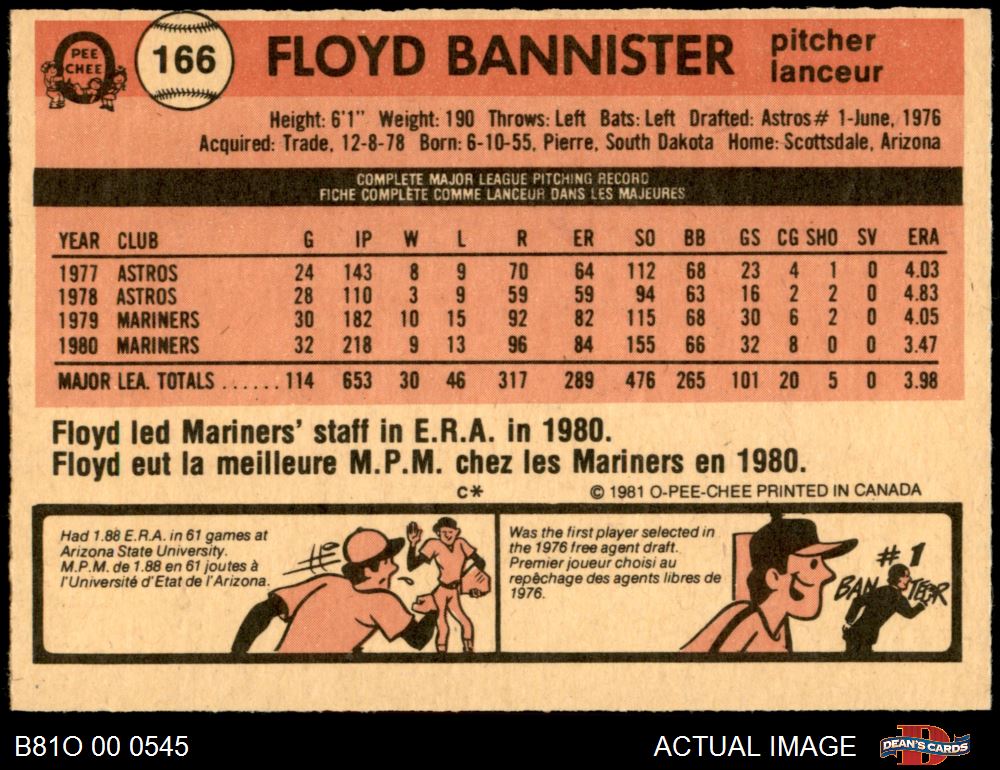 PEE
CHEE
166
FLOYD BANNISTER
pitcher
lanceur
Height: 6'1" Weight: 190 Throws: Left Bats: Left Drafted: Astros # 1-June, 1976
Acquired: Trade, 12-8-78 Born: 6-10-55, Pierre, South Dakota Home: Scottsdale, Arizona
COMPLETE MAJOR LEAGUE PITCHING RECORD
FICHE COMPLÈTE COMME LANCEUR DANS LES MAJEURES
YEAR CLUB G IP W L R ER SO BB GS CG SHO SV ERA
1977 ASTROS 24 143 8 9 70 64 112 68 23 4 1 0 4.03
1978 ASTROS 28 110 3 9 59 59 94 63 16 2 2 0 4.83
1979 MARINERS 30 182 10 15 92 82 115 68 30 6 2 0 4.05
1980 MARINERS 32 218 9 13 96 84 155 66 32 8 0 0 3.47
MAJOR LEA. TOTALS ......114 653 30 46 317 289 476 265 101 20 5 0 3.98
Floyd led Mariners' staff in E.R.A. in 1980.
Floyd eut la meilleure M.P.M. chez les Mariners en 1980.
C* © 1981 O-PEE-CHEE PRINTED IN CANADA
Had 1.88 E.R.A. in 61 games at
Arizona State University.
M.P.M. de 1.88 en 61 joutes à
l'Université d'Etat de l'Arizona.
Was the first player selected in
the 1976 free agent draft.
Premier joueur choisi au
repêchage des agents libres de
1976.
#1
BAN TER
B81O 00 0545
ACTUAL IMAGE
D
DEAN'S CARDS